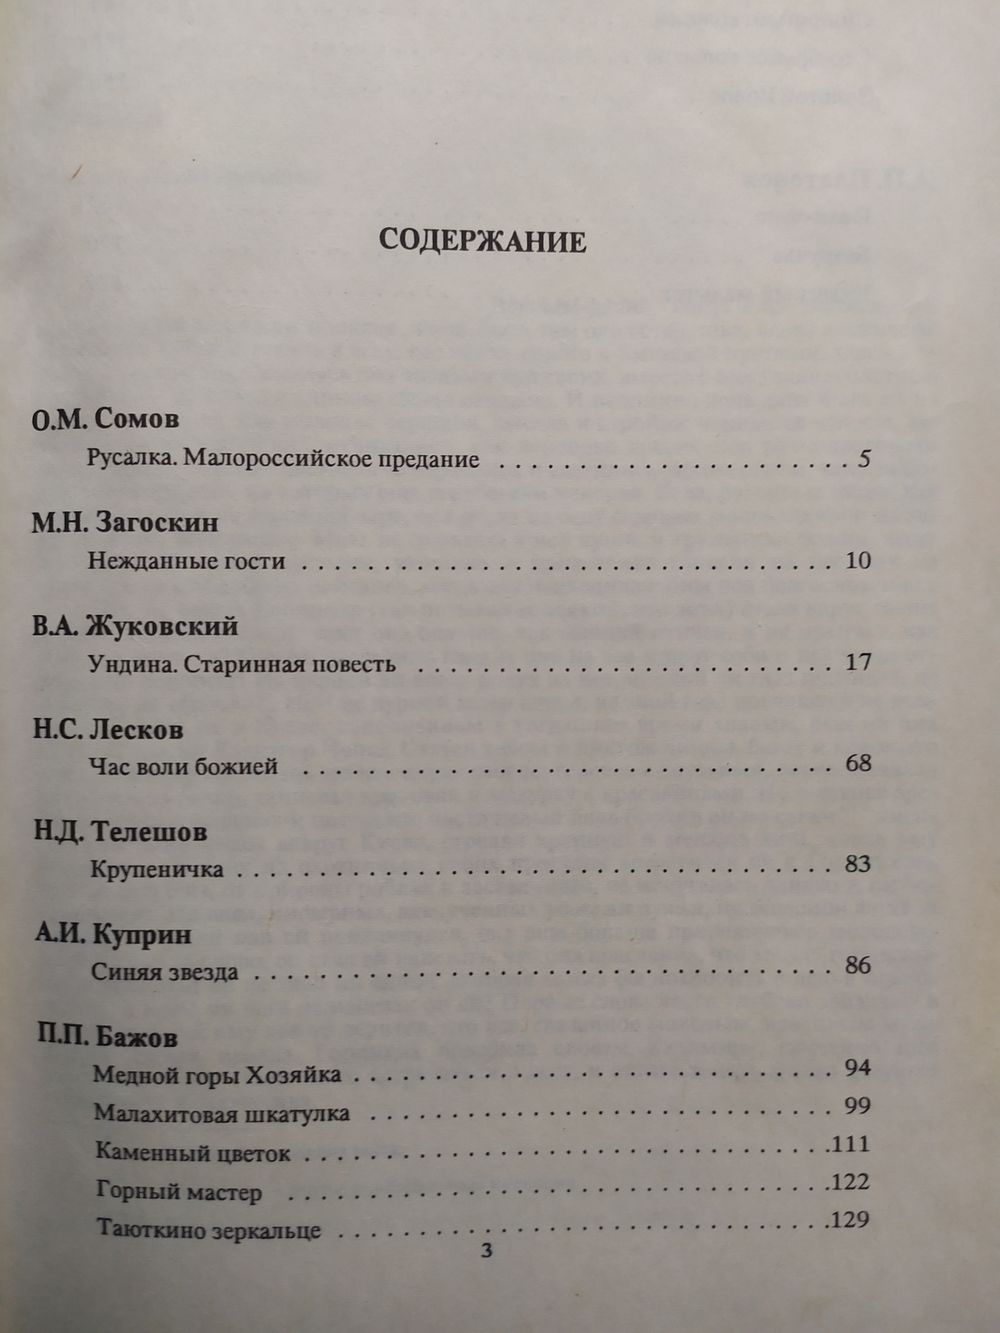 СОДЕРЖАНИЕ
О.М. Сомов
Русалка. Малороссийское предание . . . . . . . . . . . . . . . . . . . . . . . . 5
М.Н. Загоскин
Нежданные гости . . . . . . . . . . . . . . . . . . . . . . . . . . . . . . . . . . . . 10
В.А. Жуковский
Ундина. Старинная повесть . . . . . . . . . . . . . . . . . . . . . . . . . . . . 17
Н.С. Лесков
Час воли божией . . . . . . . . . . . . . . . . . . . . . . . . . . . . . . . . . . . . 68
Н.Д. Телешов
Крупеничка . . . . . . . . . . . . . . . . . . . . . . . . . . . . . . . . . . . . . . . . 83
А.И. Куприн
Синяя звезда . . . . . . . . . . . . . . . . . . . . . . . . . . . . . . . . . . . . . . . 86
П.П. Бажов
Медной горы Хозяйка . . . . . . . . . . . . . . . . . . . . . . . . . . . . . . . . 94
Малахитовая шкатулка . . . . . . . . . . . . . . . . . . . . . . . . . . . . . . . 99
Каменный цветок . . . . . . . . . . . . . . . . . . . . . . . . . . . . . . . . . . . .111
Горный мастер . . . . . . . . . . . . . . . . . . . . . . . . . . . . . . . . . . . . .122
Таюткино зеркальце . . . . . . . . . . . . . . . . . . . . . . . . . . . . . . . . .129
3